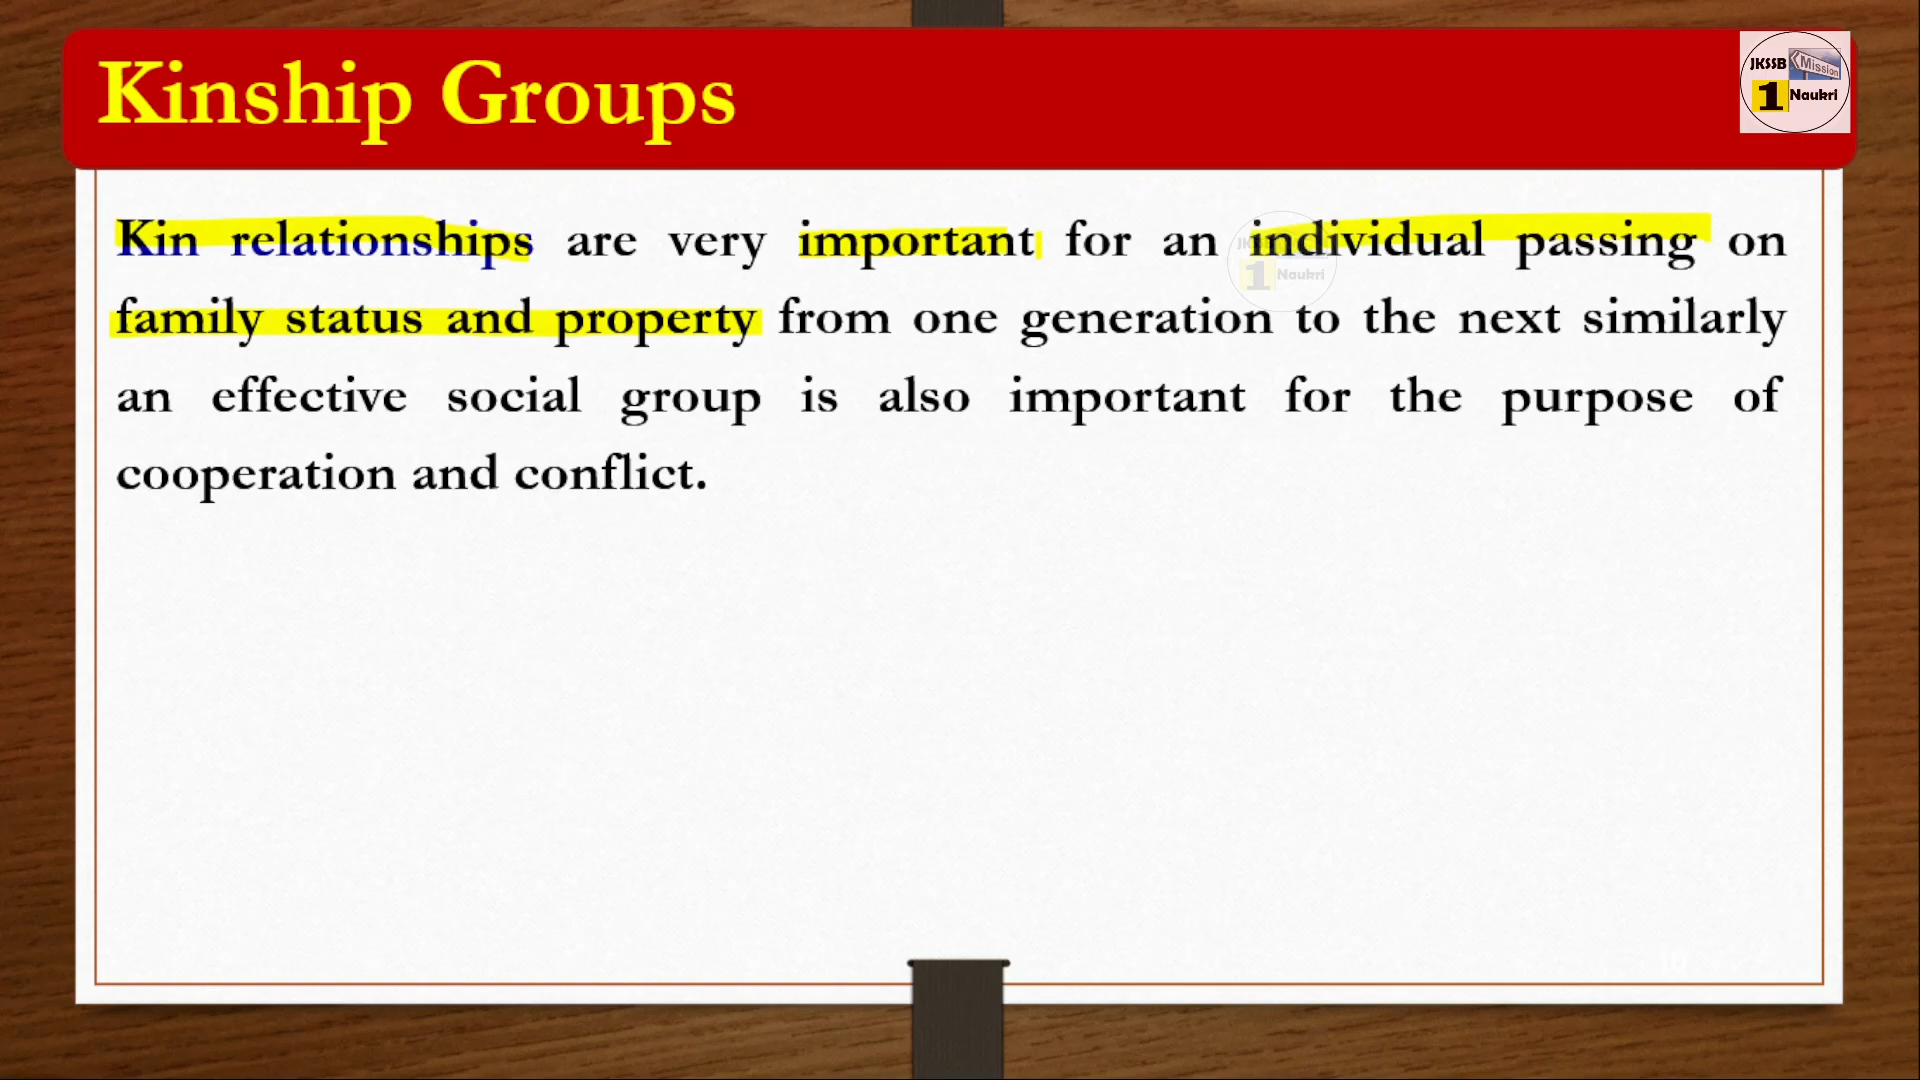 Kinship Groups
JKSSB Mission
1 Naukri
Kin relationships are very important for an individual passing on
family status and property from one generation to the next similarly
an effective social group is also important for the purpose of
cooperation and conflict.
1 Naukri